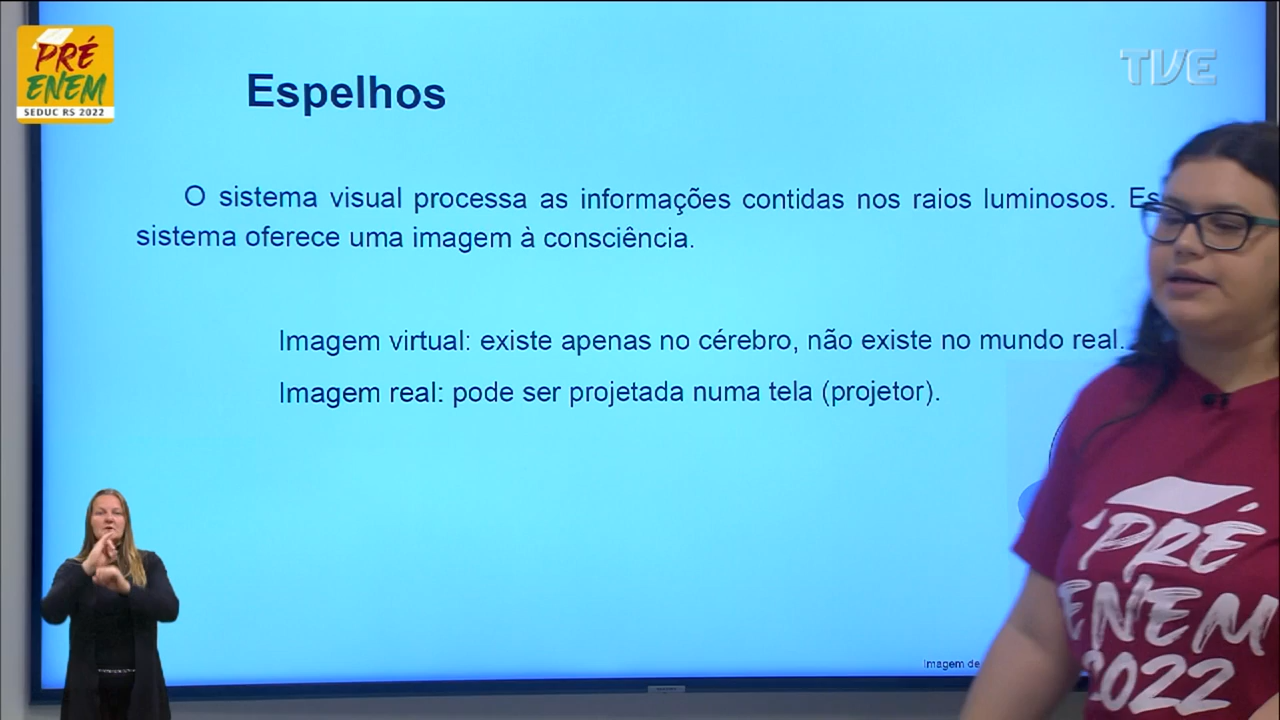 PRÉ
ENEM
SEDUC RS 2022
TVE
Espelhos
O sistema visual processa as informações contidas nos raios luminosos.
sistema oferece uma imagem à consciência.
Imagem virtual: existe apenas no cérebro, não existe no mundo real.
Imagem real: pode ser projetada numa tela (projetor).
Imagem de
PRÉ
ENEM
2022